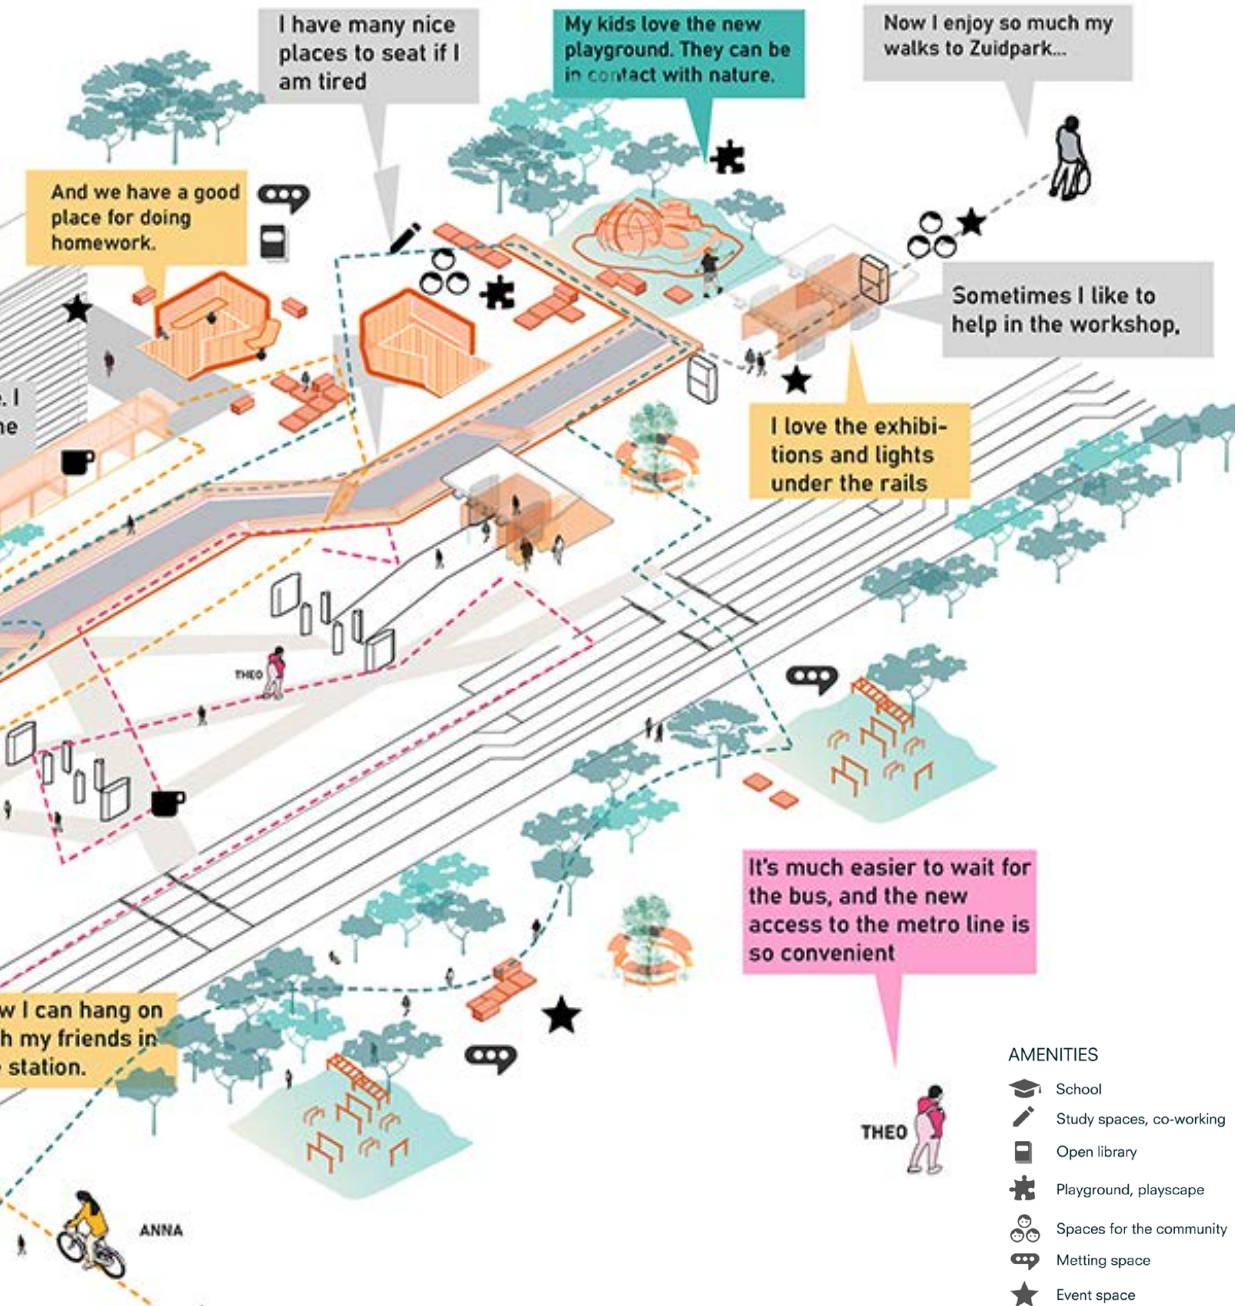 I have many nice
places to seat if I
am tired
My kids love the new
playground. They can be
in contact with nature.
Now I enjoy so much my
walks to Zuidpark...
And we have a good
place for doing
homework.
Sometimes I like to
help in the workshop,
. I
I love the exhibi-
tions and lights
under the rails
THEO
It's much easier to wait for
the bus, and the new
access to the metro line is
so convenient
w I can hang on
h my friends in
station.
THEO
ANNA
AMENITIES
School
Study spaces, co-working
Open library
Playground, playscape
Spaces for the community
Metting space
Event space